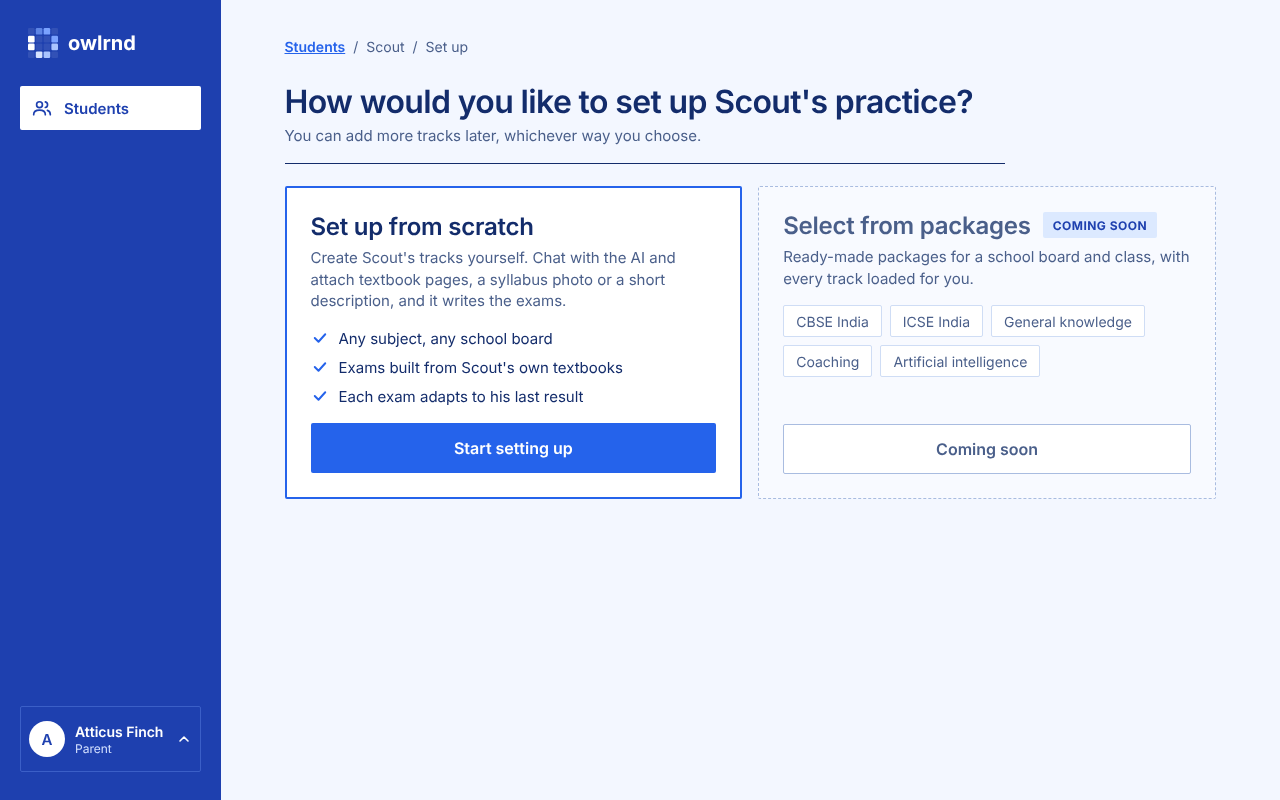 owlrnd
Students
Students / Scout / Set up
How would you like to set up Scout's practice?
You can add more tracks later, whichever way you choose.
Set up from scratch
Create Scout's tracks yourself. Chat with the AI and
attach textbook pages, a syllabus photo or a short
description, and it writes the exams.
Any subject, any school board
Exams built from Scout's own textbooks
Each exam adapts to his last result
Start setting up
Select from packages COMING SOON
Ready-made packages for a school board and class, with
every track loaded for you.
CBSE India ICSE India General knowledge
Coaching Artificial intelligence
Coming soon
A
Atticus Finch
Parent